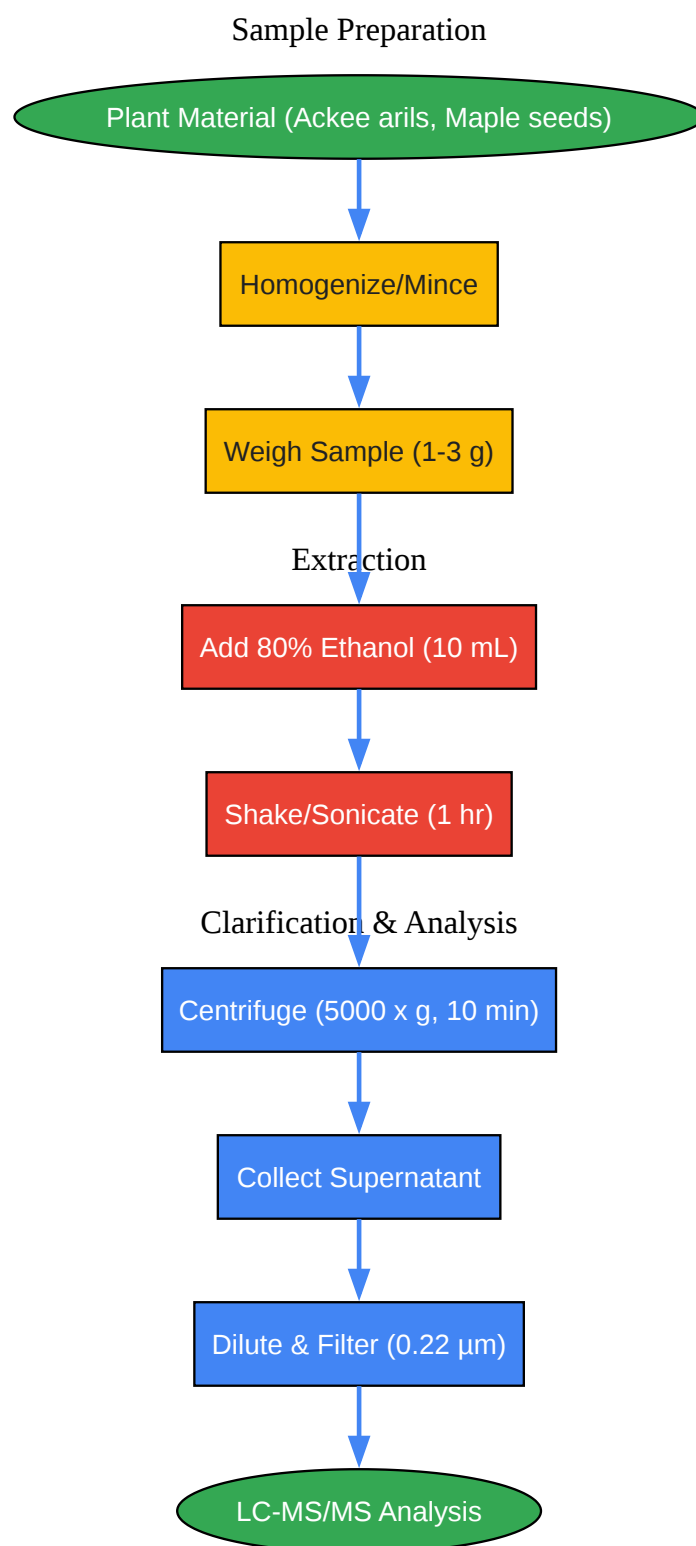 Sample Preparation
Plant Material (Ackee arils, Maple seeds)
Homogenize/Mince
Weigh Sample (1-3 g)
Extraction
Add 80% Ethanol (10 mL)
Shake/Sonicate (1 hr)
Clarification & Analysis
Centrifuge (5000 x g, 10 min)
Collect Supernatant
Dilute & Filter (0.22 µm)
LC-MS/MS Analysis